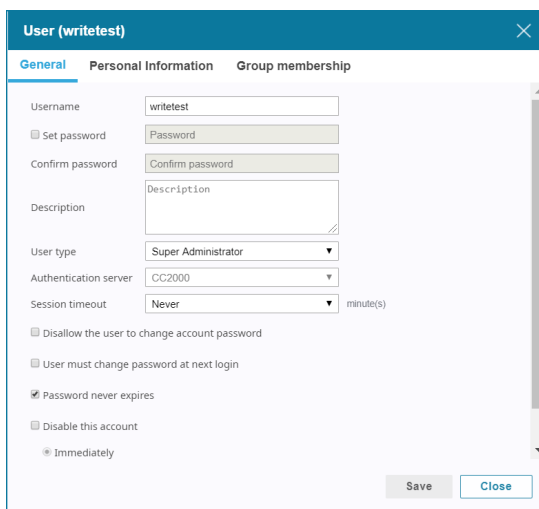 User (writetest)
General Personal Information Group membership
Username writetest
Set password Password
Confirm password Confirm password
Description Description
User type Super Administrator
Authentication server CC2000
Session timeout Never minute(s)
Disallow the user to change account password
User must change password at next login
Password never expires
Disable this account
Immediately
Save Close